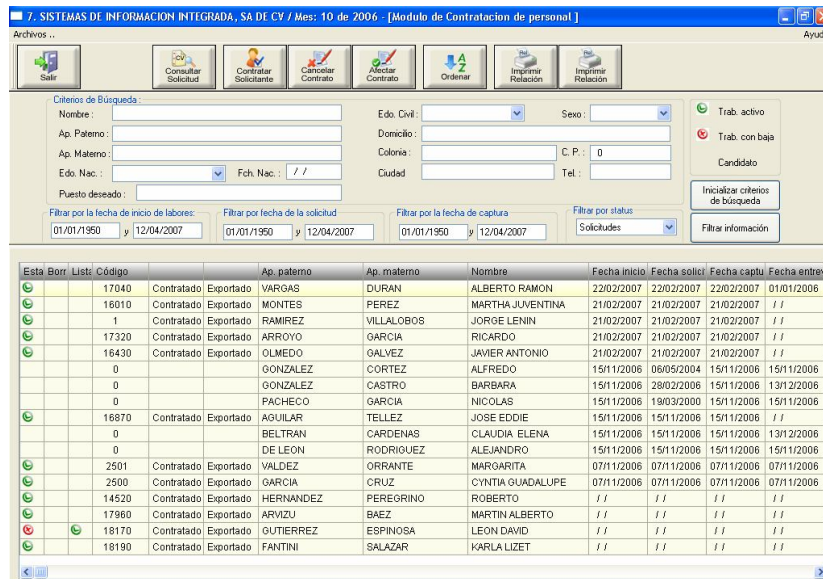 7. SISTEMAS DE INFORMACION INTEGRADA, SA DE CV / Mes: 10 de 2006 - [Modulo de Contratacion de personal ]
Archivos .. Ayud
Salir Consultar Solicitud Contratar Solicitante Cancelar Contrato Afectar Contrato Ordenar Imprimir Relación Imprimir Relación
Criterios de Búsqueda :
Nombre : Edo. Civil : Sexo : Trab. activo
Ap. Paterno : Domicilio : Trab. con baja
Ap. Materno : Colonia : C. P. : 0 Candidato
Edo. Nac. : Fch. Nac. : / / Ciudad Tel. :
Puesto deseado : Inicializar criterios de búsqueda
Filtrar por la fecha de inicio de labores: Filtrar por fecha de la solicitud Filtrar por la fecha de captura Filtrar por status
01/01/1950 y 12/04/2007 01/01/1950 y 12/04/2007 01/01/1950 y 12/04/2007 Solicitudes Filtrar información
Esta Borr Lista Código Ap. paterno Ap. materno Nombre Fecha inicio Fecha solici Fecha captu Fecha entrev
17040 Contratado Exportado VARGAS DURAN ALBERTO RAMON 22/02/2007 22/02/2007 22/02/2007 01/01/2006
16010 Contratado Exportado MONTES PEREZ MARTHA JUVENTINA 21/02/2007 21/02/2007 21/02/2007 / /
1 Contratado Exportado RAMIREZ VILLALOBOS JORGE LENIN 21/02/2007 21/02/2007 21/02/2007 / /
17320 Contratado Exportado ARROYO GARCIA RICARDO 21/02/2007 21/02/2007 21/02/2007 / /
16430 Contratado Exportado OLMEDO GALVEZ JAVIER ANTONIO 21/02/2007 21/02/2007 21/02/2007 / /
0 GONZALEZ CORTEZ ALFREDO 15/11/2006 06/05/2004 15/11/2006 15/11/2006
0 GONZALEZ CASTRO BARBARA 15/11/2006 28/02/2006 15/11/2006 13/12/2006
0 PACHECO GARCIA NICOLAS 15/11/2006 19/03/2000 15/11/2006 15/11/2006
16870 Contratado Exportado AGUILAR TELLEZ JOSE EDDIE 15/11/2006 15/11/2006 15/11/2006 / /
0 BELTRAN CARDENAS CLAUDIA ELENA 15/11/2006 15/11/2006 15/11/2006 13/12/2006
0 DE LEON RODRIGUEZ ALEJANDRO 15/11/2006 15/11/2006 15/11/2006 15/11/2006
2501 Contratado Exportado VALDEZ ORRANTE MARGARITA 07/11/2006 07/11/2006 07/11/2006 07/11/2006
2500 Contratado Exportado GARCIA CRUZ CYNTIA GUADALUPE 07/11/2006 07/11/2006 07/11/2006 07/11/2006
14520 Contratado Exportado HERNANDEZ PEREGRINO ROBERTO / / / / / / / /
17960 Contratado Exportado ARVIZU BAEZ MARTIN ALBERTO / / / / / / / /
18170 Contratado Exportado GUTIERREZ ESPINOSA LEON DAVID / / / / / / / /
18190 Contratado Exportado FANTINI SALAZAR KARLA LIZET / / / / / / / /